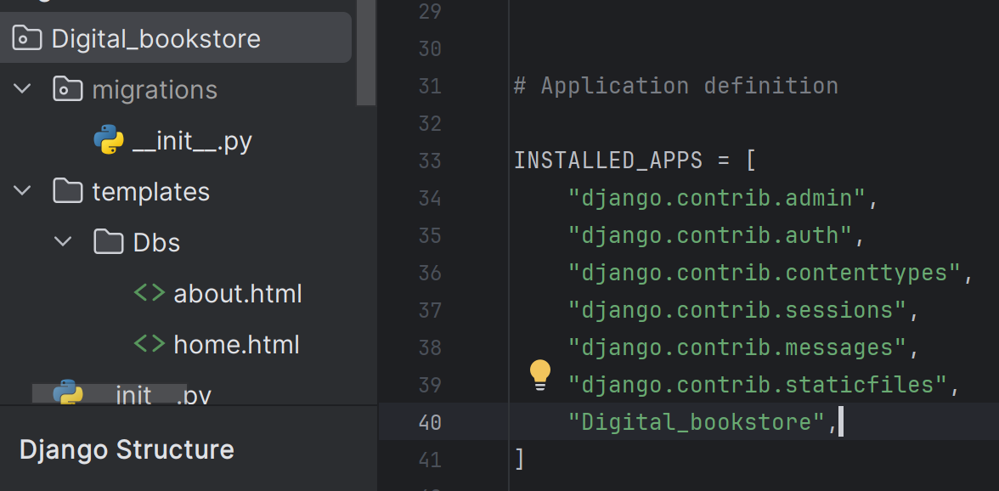 Digital_bookstore
migrations
__init__.py
templates
Dbs
about.html
home.html
__init__.py
Django Structure
29
30
31 # Application definition
32
33 INSTALLED_APPS = [
34 "django.contrib.admin",
35 "django.contrib.auth",
36 "django.contrib.contenttypes",
37 "django.contrib.sessions",
38 "django.contrib.messages",
39 "django.contrib.staticfiles",
40 "Digital_bookstore",
41 ]